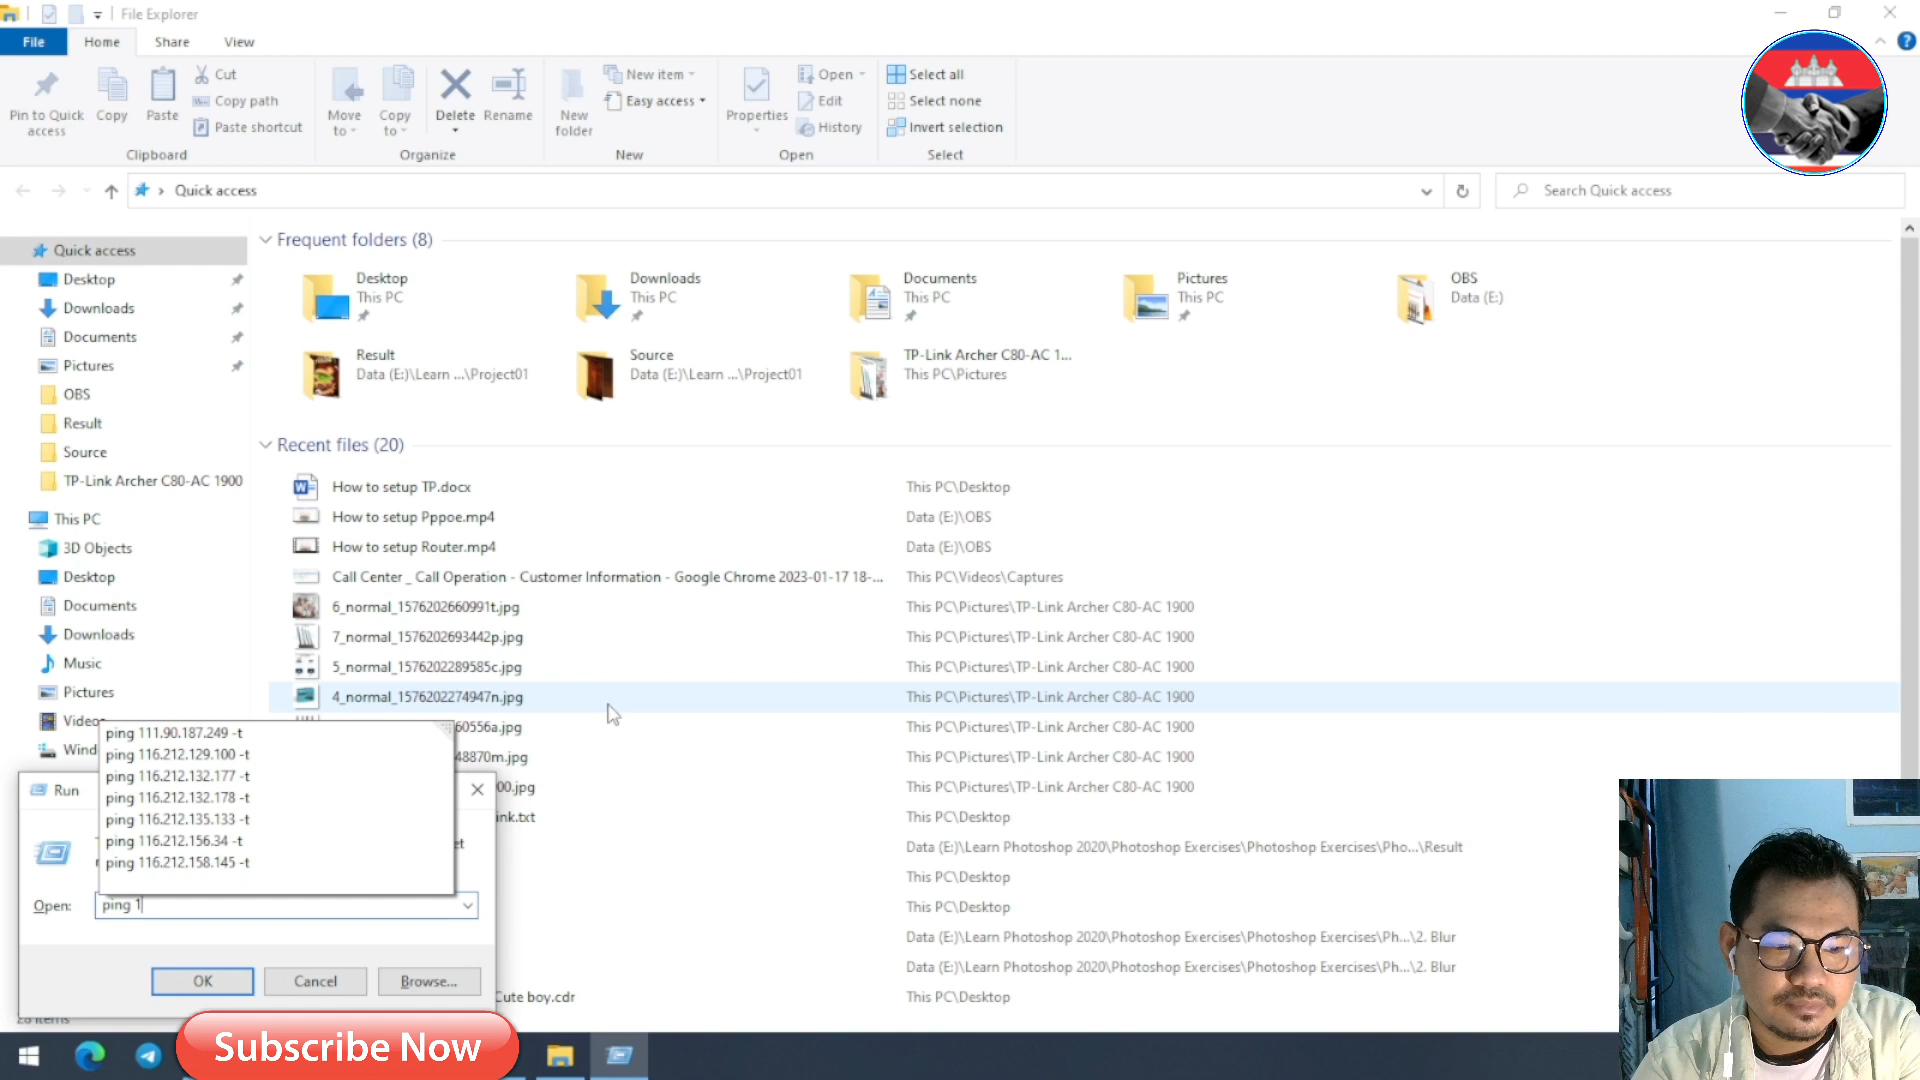 File Explorer
File
Home
Share
View
Pin to Quick access
Copy
Paste
Cut
Copy path
Paste shortcut
Clipboard
Move to
Copy to
Delete
Rename
Organize
New folder
New item
Easy access
New
Properties
Open
Edit
History
Open
Select all
Select none
Invert selection
Select
Quick access
Search Quick access
Quick access
Desktop
Downloads
Documents
Pictures
OBS
Result
Source
TP-Link Archer C80-AC 1900
This PC
3D Objects
Desktop
Documents
Downloads
Music
Pictures
Videos
Wind
Frequent folders (8)
Desktop
This PC
Downloads
This PC
Documents
This PC
Pictures
This PC
OBS
Data (E:)
Result
Data (E:)\Learn ...\Project01
Source
Data (E:)\Learn ...\Project01
TP-Link Archer C80-AC 1...
This PC\Pictures
Recent files (20)
How to setup TP.docx This PC\Desktop
How to setup Pppoe.mp4 Data (E:)\OBS
How to setup Router.mp4 Data (E:)\OBS
Call Center _ Call Operation - Customer Information - Google Chrome 2023-01-17 18-... This PC\Videos\Captures
6_normal_1576202660991t.jpg This PC\Pictures\TP-Link Archer C80-AC 1900
7_normal_1576202693442p.jpg This PC\Pictures\TP-Link Archer C80-AC 1900
5_normal_1576202289585c.jpg This PC\Pictures\TP-Link Archer C80-AC 1900
4_normal_1576202274947n.jpg This PC\Pictures\TP-Link Archer C80-AC 1900
60556a.jpg This PC\Pictures\TP-Link Archer C80-AC 1900
48870m.jpg This PC\Pictures\TP-Link Archer C80-AC 1900
00.jpg This PC\Pictures\TP-Link Archer C80-AC 1900
ink.txt This PC\Desktop
Data (E:)\Learn Photoshop 2020\Photoshop Exercises\Photoshop Exercises\Pho...\Result
This PC\Desktop
This PC\Desktop
Data (E:)\Learn Photoshop 2020\Photoshop Exercises\Photoshop Exercises\Ph...\2. Blur
Data (E:)\Learn Photoshop 2020\Photoshop Exercises\Photoshop Exercises\Ph...\2. Blur
Cute boy.cdr This PC\Desktop
ping 111.90.187.249 -t
ping 116.212.129.100 -t
ping 116.212.132.177 -t
ping 116.212.132.178 -t
ping 116.212.135.133 -t
ping 116.212.156.34 -t
ping 116.212.158.145 -t
Run
et
Open:
ping 1
OK
Cancel
Browse...
Subscribe Now